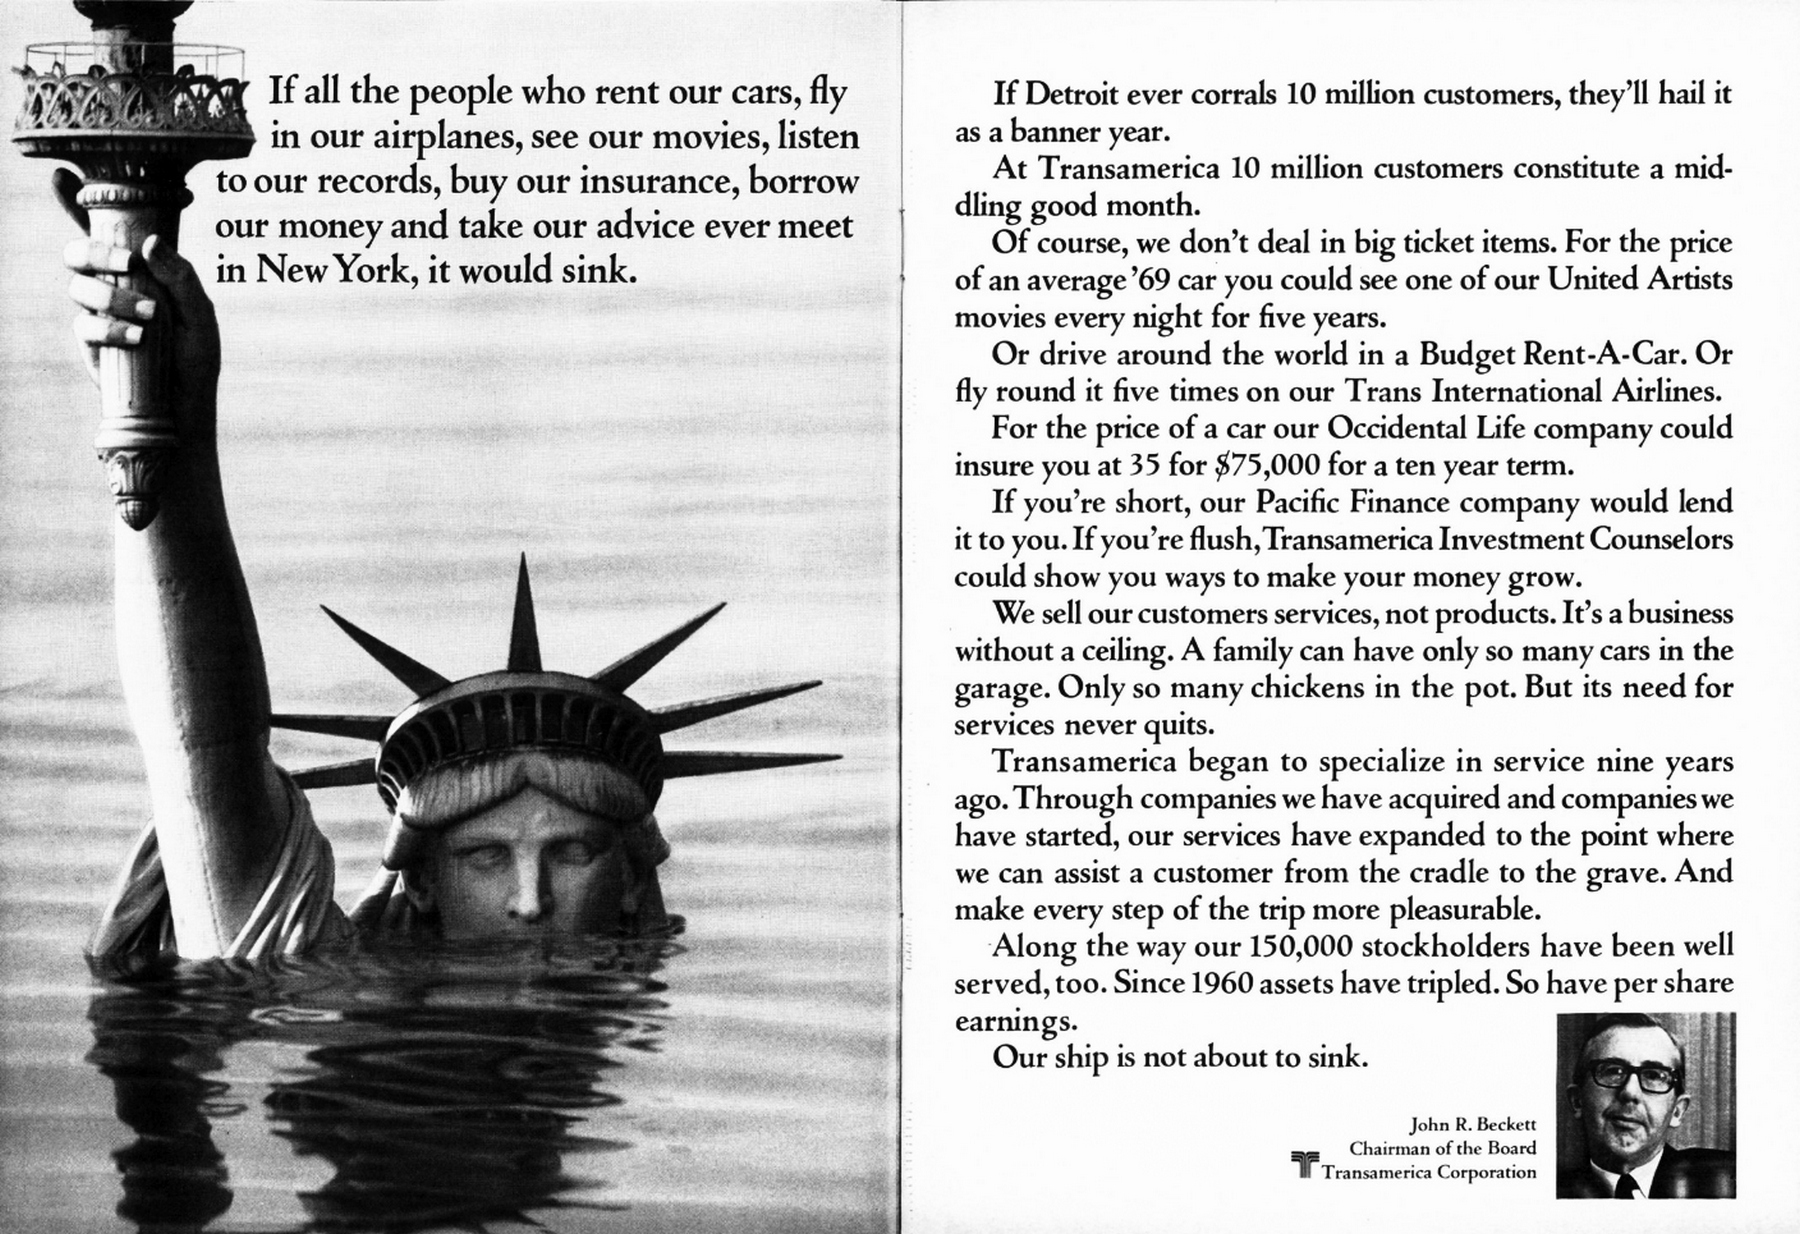 If all the people who rent our cars, fly
in our airplanes, see our movies, listen
to our records, buy our insurance, borrow
our money and take our advice ever meet
in New York, it would sink.
If Detroit ever corrals 10 million customers, they'll hail it
as a banner year.
At Transamerica 10 million customers constitute a mid-
dling good month.
Of course, we don't deal in big ticket items. For the price
of an average '69 car you could see one of our United Artists
movies every night for five years.
Or drive around the world in a Budget Rent-A-Car. Or
fly round it five times on our Trans International Airlines.
For the price of a car our Occidental Life company could
insure you at 35 for $75,000 for a ten year term.
If you're short, our Pacific Finance company would lend
it to you. If you're flush, Transamerica Investment Counselors
could show you ways to make your money grow.
We sell our customers services, not products. It's a business
without a ceiling. A family can have only so many cars in the
garage. Only so many chickens in the pot. But its need for
services never quits.
Transamerica began to specialize in service nine years
ago. Through companies we have acquired and companies we
have started, our services have expanded to the point where
we can assist a customer from the cradle to the grave. And
make every step of the trip more pleasurable.
Along the way our 150,000 stockholders have been well
served, too. Since 1960 assets have tripled. So have per share
earnings.
Our ship is not about to sink.
John R. Beckett
Chairman of the Board
Transamerica Corporation